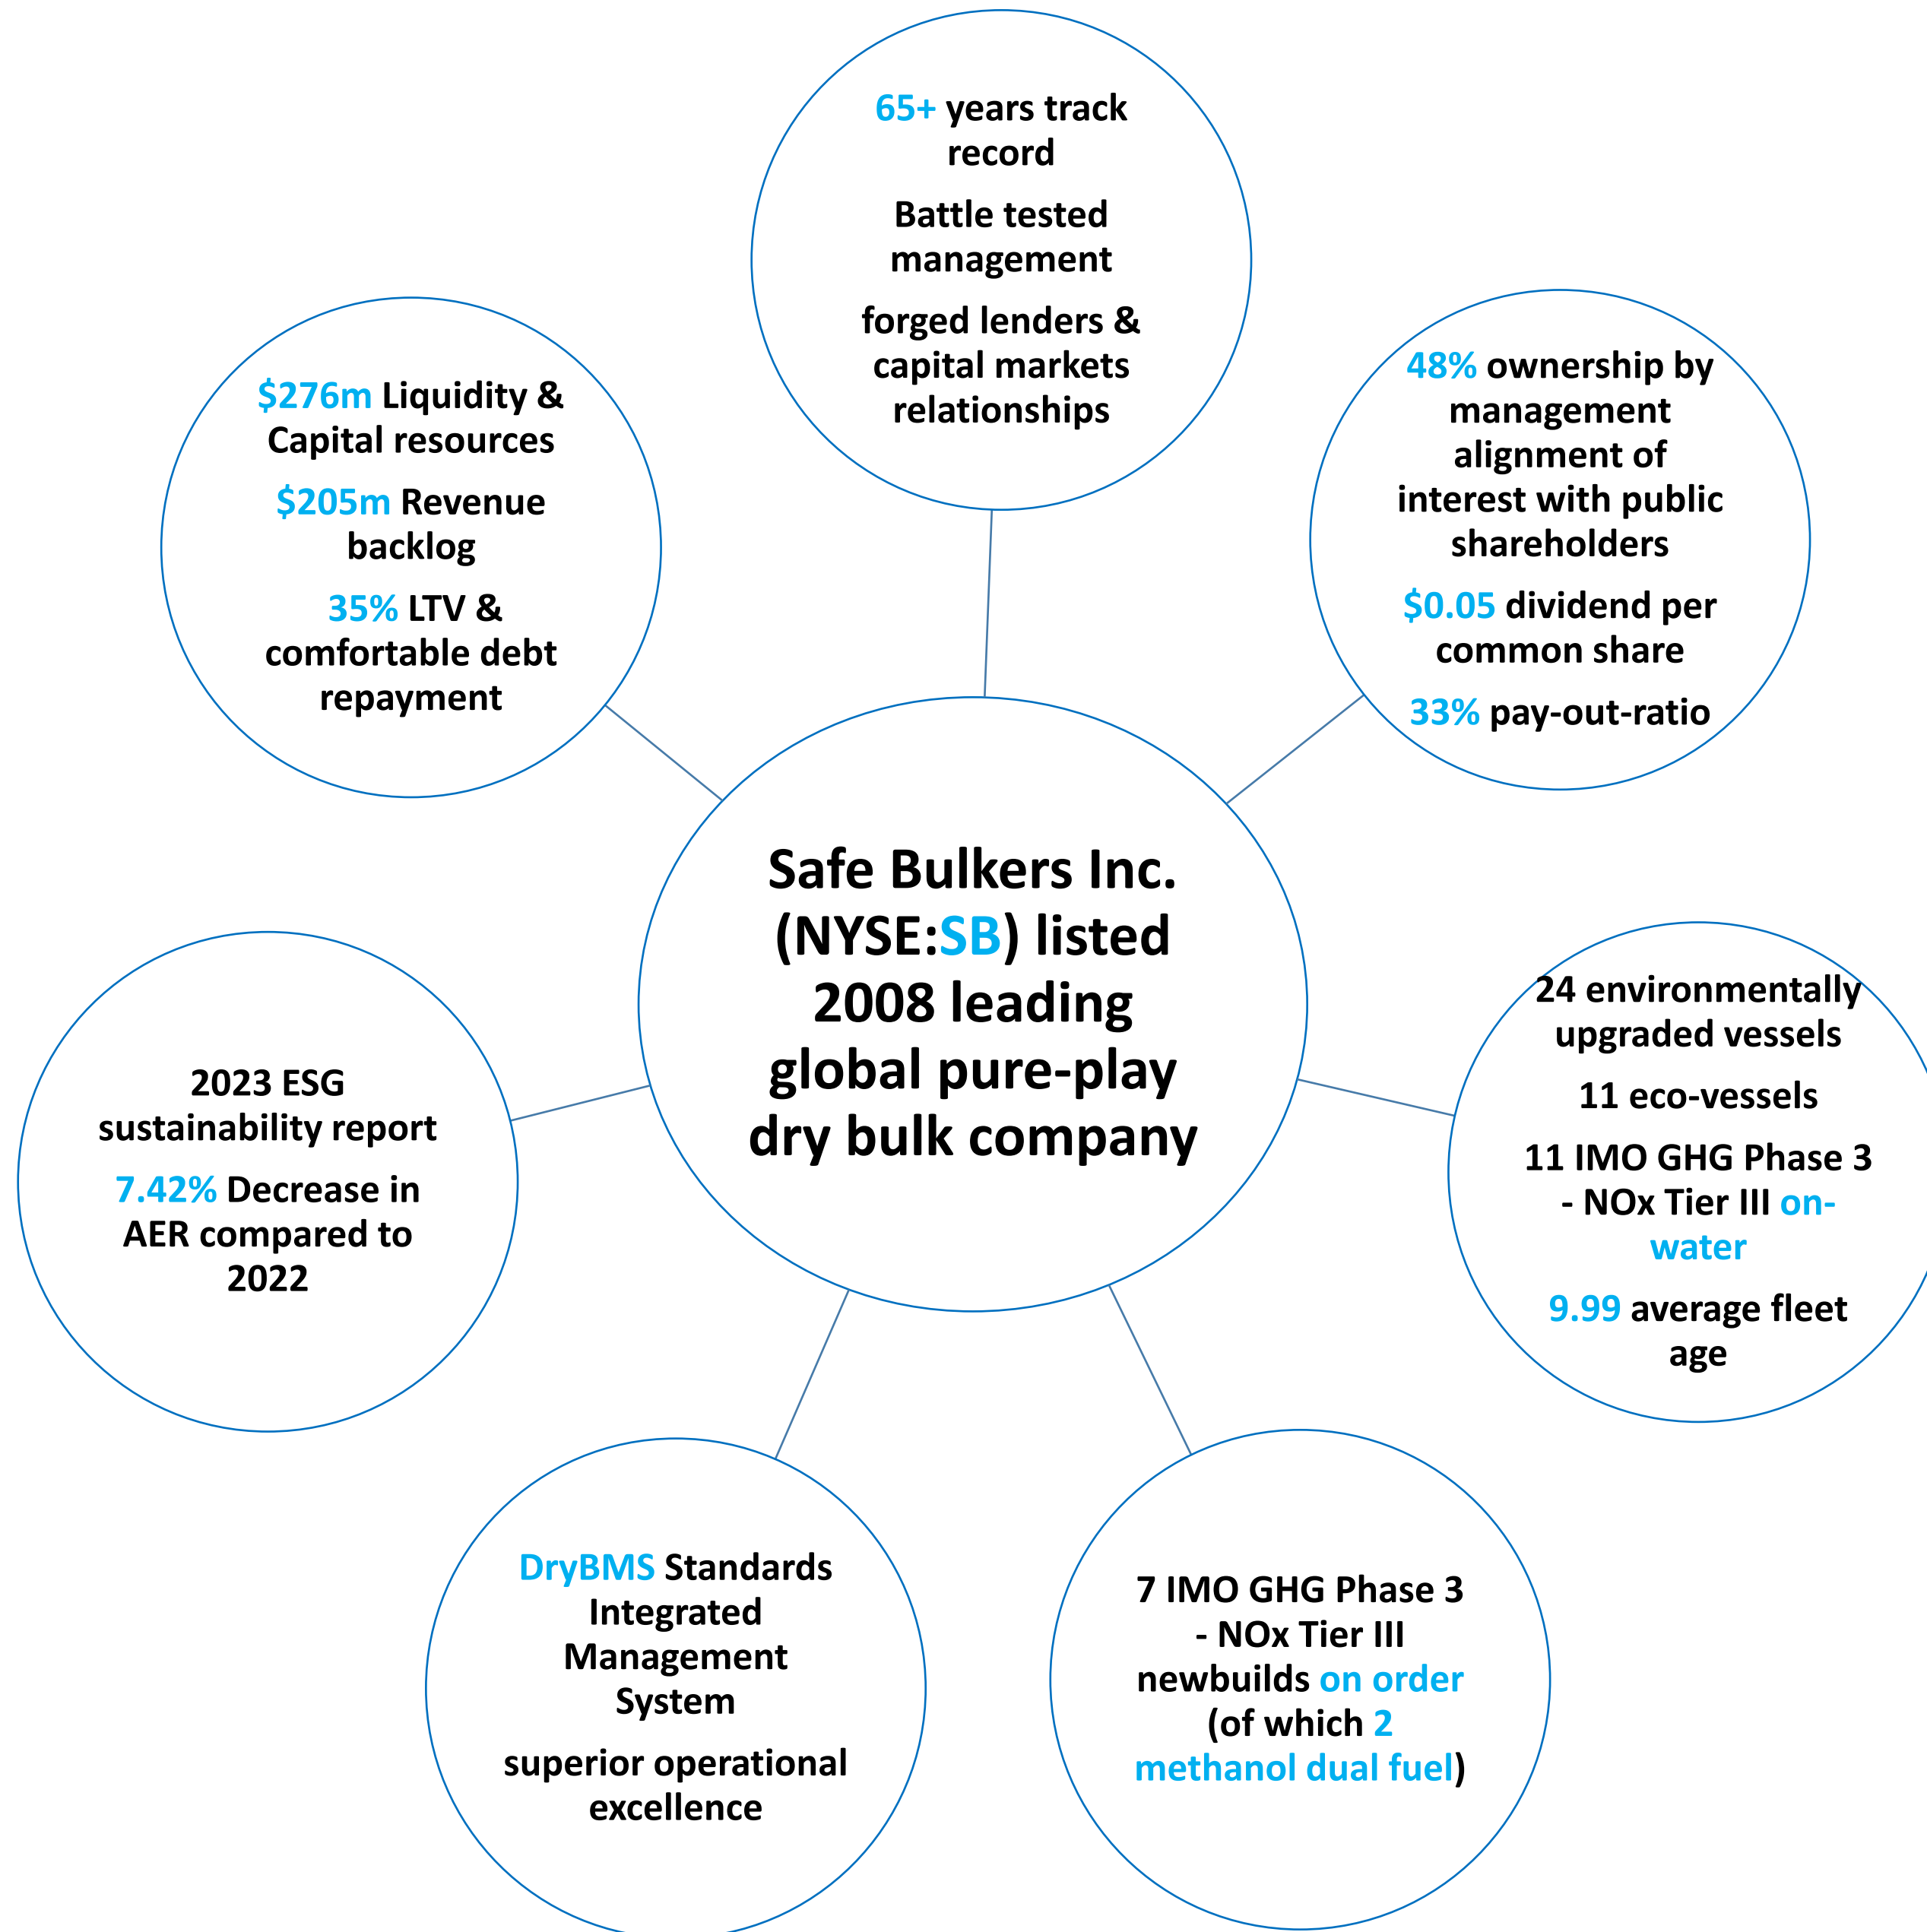 65+ years track
record
Battle tested
management
forged lenders &
capital markets
relationships
48% ownership by
management
alignment of
interest with public
shareholders
$0.05 dividend per
common share
33% pay-out-ratio
24 environmentally
upgraded vessels
11 eco-vessels
11 IMO GHG Phase 3
- NOx Tier III on-
water
9.99 average fleet
age
7 IMO GHG Phase 3
- NOx Tier III
newbuilds on order
(of which 2
methanol dual fuel)
DryBMS Standards
Integrated
Management
System
superior operational
excellence
2023 ESG
sustainability report
7.42% Decrease in
AER compared to
2022
$276m Liquidity &
Capital resources
$205m Revenue
backlog
35% LTV &
comfortable debt
repayment
Safe Bulkers Inc.
(NYSE:SB) listed
2008 leading
global pure-play
dry bulk company